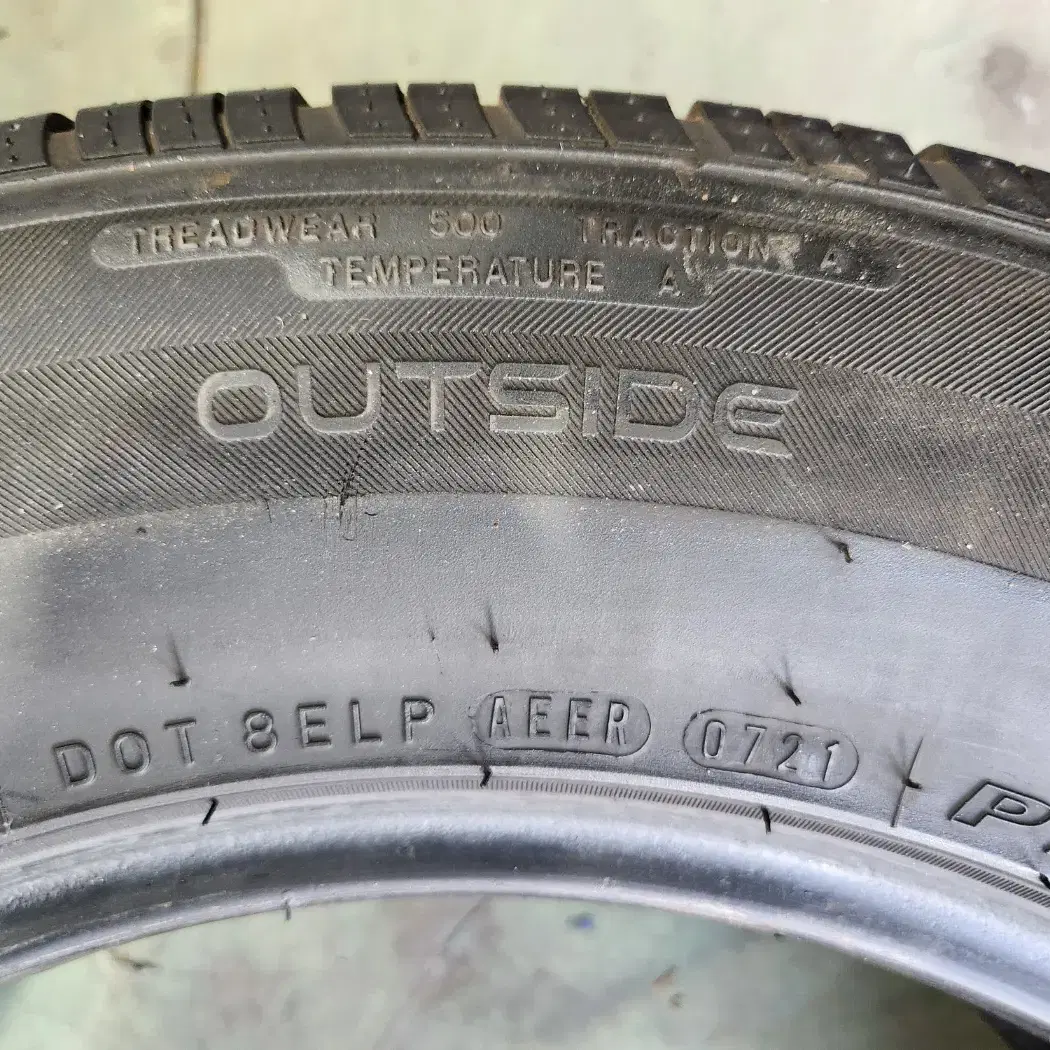 TREADWEAR 500 TRACTION A
TEMPERATURE A
OUTSIDE
DOT 8ELP AEER 0721